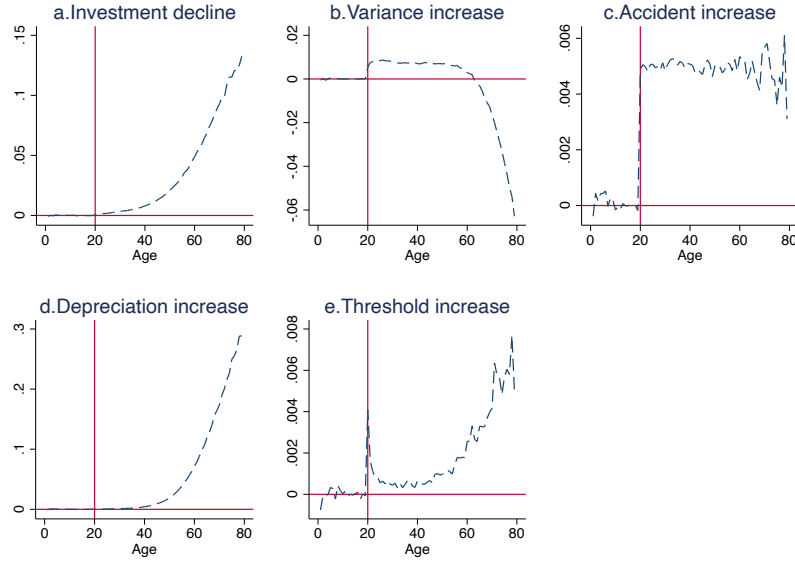 a.Investment decline
.15
.1
.05
0
0 20 40 60 80
Age
b.Variance increase
.02
0
-.02
-.04
-.06
0 20 40 60 80
Age
c.Accident increase
.006
.004
.002
0
0 20 40 60 80
Age
d.Depreciation increase
.3
.2
.1
0
0 20 40 60 80
Age
e.Threshold increase
.008
.006
.004
.002
0
0 20 40 60 80
Age